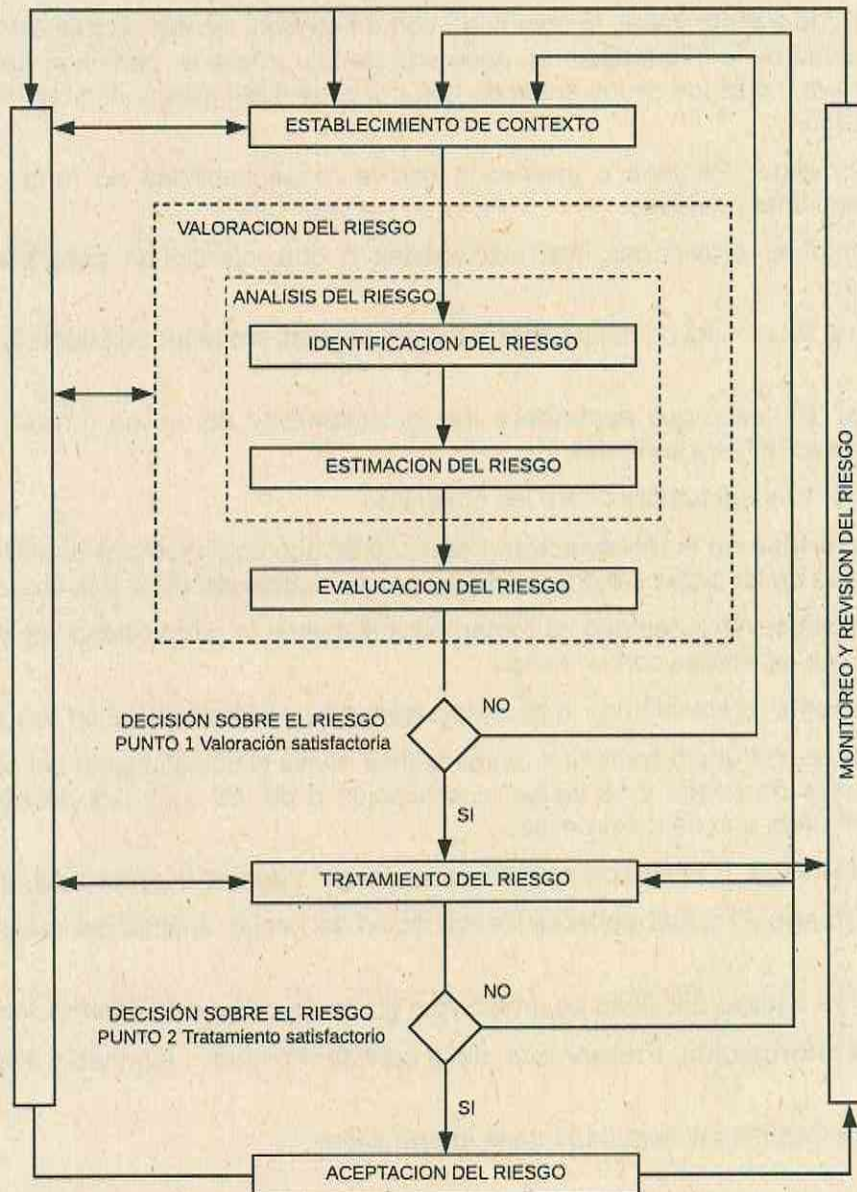 ESTABLECIMIENTO DE CONTEXTO
VALORACION DEL RIESGO
ANALISIS DEL RIESGO
IDENTIFICACION DEL RIESGO
ESTIMACION DEL RIESGO
EVALUCACION DEL RIESGO
DECISIÓN SOBRE EL RIESGO
PUNTO 1 Valoración satisfactoria
NO
SI
TRATAMIENTO DEL RIESGO
DECISIÓN SOBRE EL RIESGO
PUNTO 2 Tratamiento satisfactorio
NO
SI
ACEPTACION DEL RIESGO
MONITOREO Y REVISION DEL RIESGO